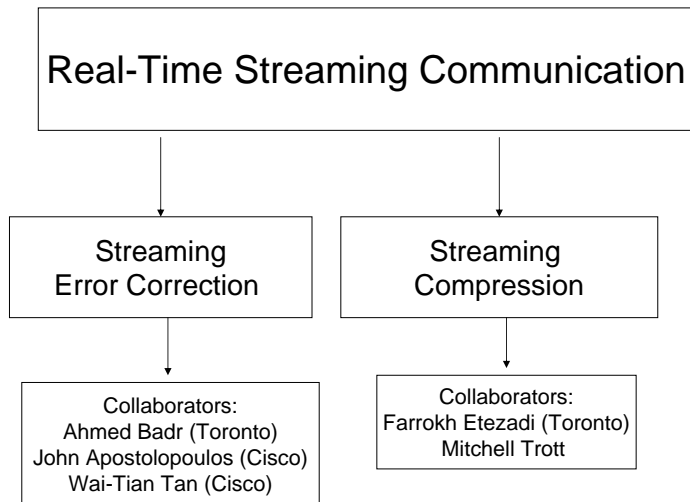 Real-Time Streaming Communication
Streaming
Error Correction
Streaming
Compression
Collaborators:
Ahmed Badr (Toronto)
John Apostolopoulos (Cisco)
Wai-Tian Tan (Cisco)
Collaborators:
Farrokh Etezadi (Toronto)
Mitchell Trott